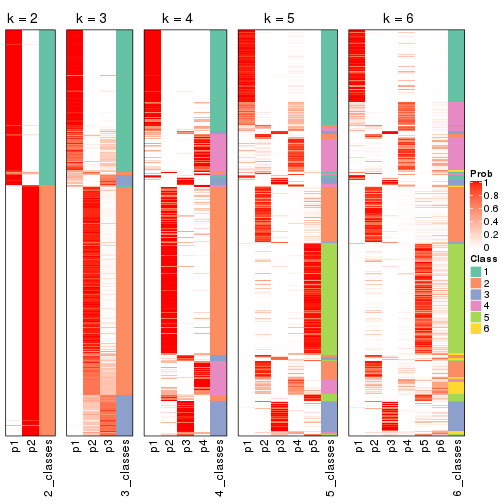 k = 2
k = 3
k = 4
k = 5
k = 6
p1
p2
2_classes
p1
p2
p3
3_classes
p1
p2
p3
p4
4_classes
p1
p2
p3
p4
p5
5_classes
p1
p2
p3
p4
p5
p6
6_classes
Prob
1
0.8
0.6
0.4
0.2
0
Class
1
2
3
4
5
6